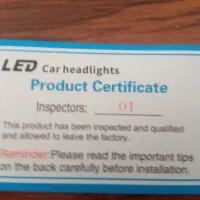 LED Car headlights
Product Certificate
Inspectors: 01
This product has been inspected and qualified
and allowed to leave the factory.
Reminder:Please read the important tips
on the back carefully before installation.